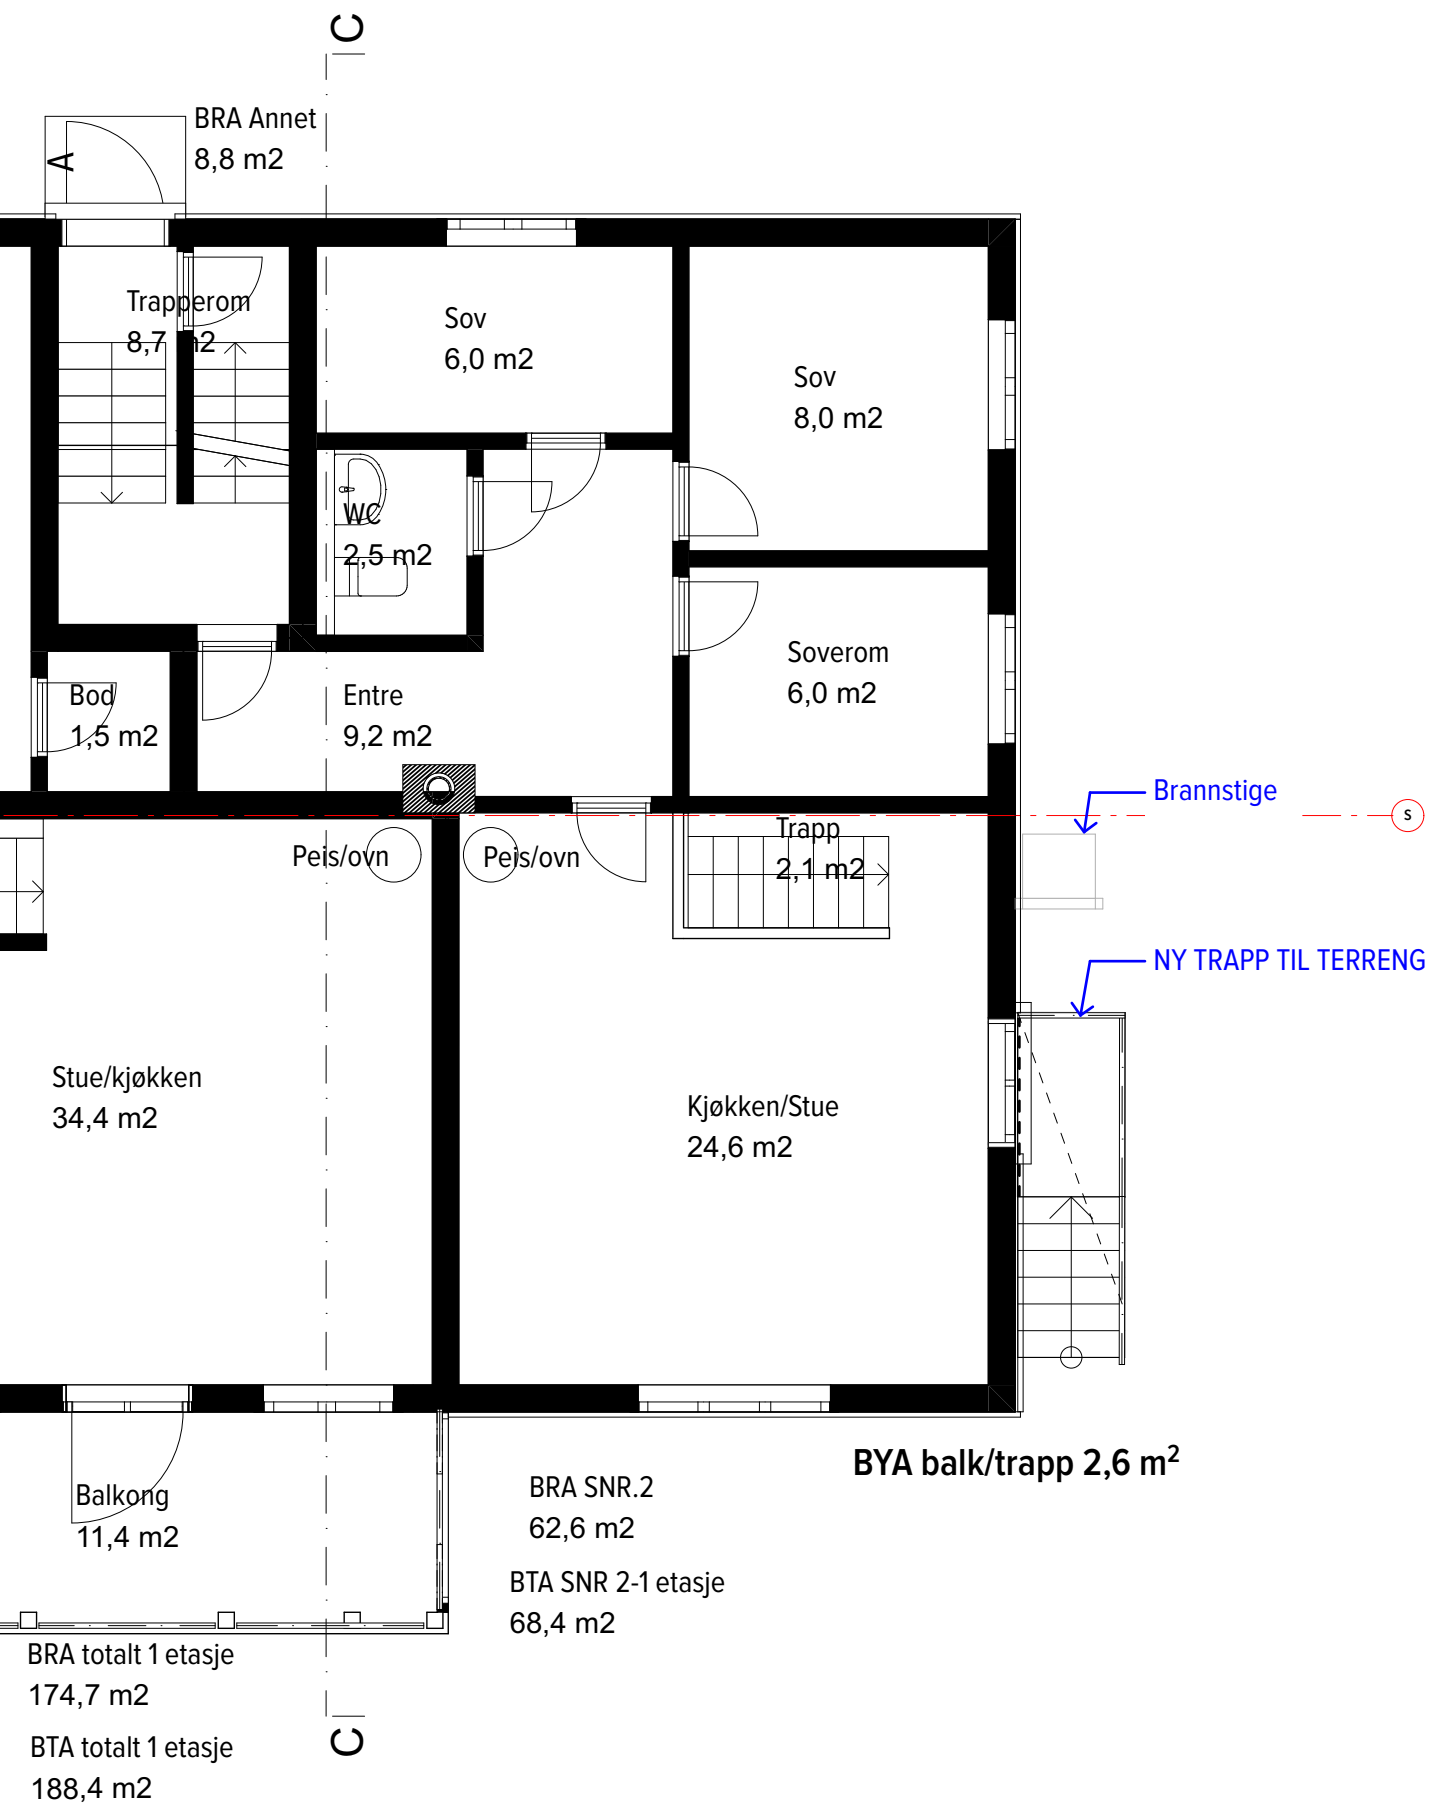 C
BRA Annet
8,8 m2
A
Trapperom
8,7 m2
Sov
6,0 m2
Sov
8,0 m2
WC
2,5 m2
Soverom
6,0 m2
Bod
1,5 m2
Entre
9,2 m2
Brannstige
S
Trapp
2,1 m2
Peis/ovn
Peis/ovn
NY TRAPP TIL TERRENG
Stue/kjøkken
34,4 m2
Kjøkken/Stue
24,6 m2
BYA balk/trapp 2,6 m²
Balkong
11,4 m2
BRA SNR.2
62,6 m2
BTA SNR 2-1 etasje
68,4 m2
BRA totalt 1 etasje
174,7 m2
BTA totalt 1 etasje
188,4 m2
C